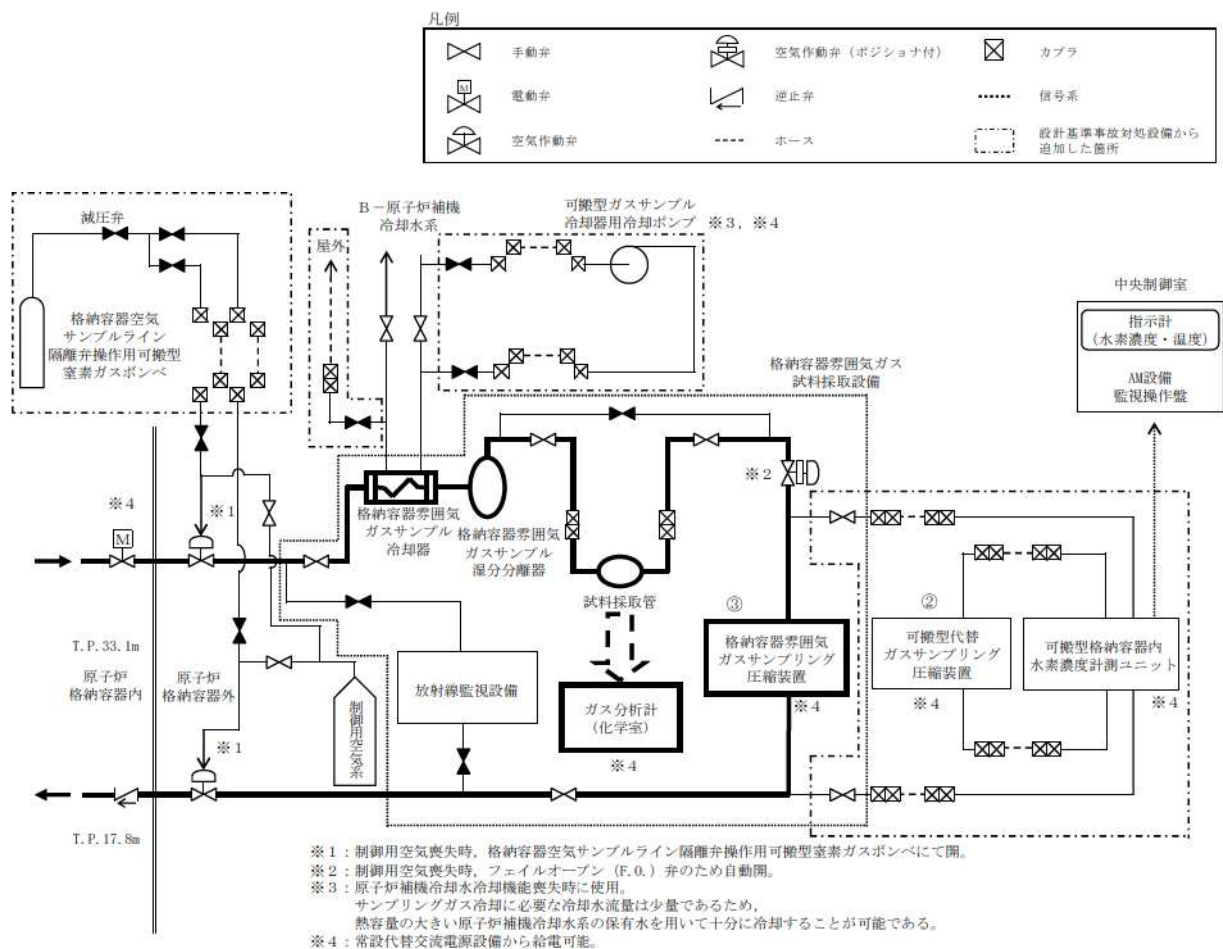 凡例
手動弁
空気作動弁（ポジショナ付）
カプラ
M
電動弁
逆止弁
信号系
空気作動弁
ホース
設計基準事故対処設備から
追加した箇所
減圧弁
格納容器空気
サンプルライン
隔離弁操作用可搬型
窒素ガスボンベ
屋外
B－原子炉補機
冷却水系
可搬型ガスサンプル
冷却器用冷却ポンプ
※3，※4
中央制御室
指示計
（水素濃度・温度）
AM設備
監視操作盤
格納容器雰囲気ガス
試料採取設備
※2
※4
※1
M
格納容器雰囲気
ガスサンプル
冷却器
格納容器雰囲気
ガスサンプル
湿分分離器
試料採取管
③
格納容器雰囲気
ガスサンプリング
圧縮装置
※4
②
可搬型代替
ガスサンプリング
圧縮装置
※4
可搬型格納容器内
水素濃度計測ユニット
※4
T.P.33.1m
原子炉
格納容器内
原子炉
格納容器外
放射線監視設備
ガス分析計
（化学室）
※4
制御用空気系
※1
T.P.17.8m
※1：制御用空気喪失時，格納容器空気サンプルライン隔離弁操作用可搬型窒素ガスボンベにて開。
※2：制御用空気喪失時，フェイルオープン（F.O.）弁のため自動開。
※3：原子炉補機冷却水冷却機能喪失時に使用。
サンプリングガス冷却に必要な冷却水流量は少量であるため，
熱容量の大きい原子炉補機冷却水系の保有水を用いて十分に冷却することが可能である。
※4：常設代替交流電源設備から給電可能。